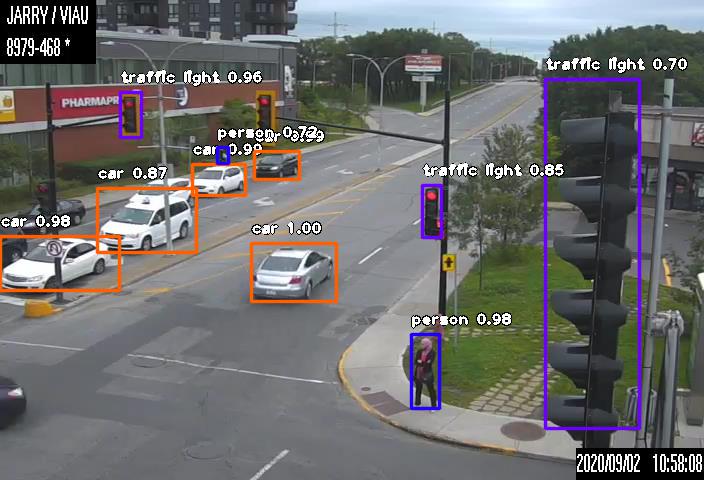 JARRY / VIAU
8979-468 *
traffic light 0.96
traffic light 0.70
PHARMAPR
person 0.72
car 0.99
car 0.87
traffic light 0.85
car 0.98
car 1.00
person 0.98
2020/09/02 10:58:08